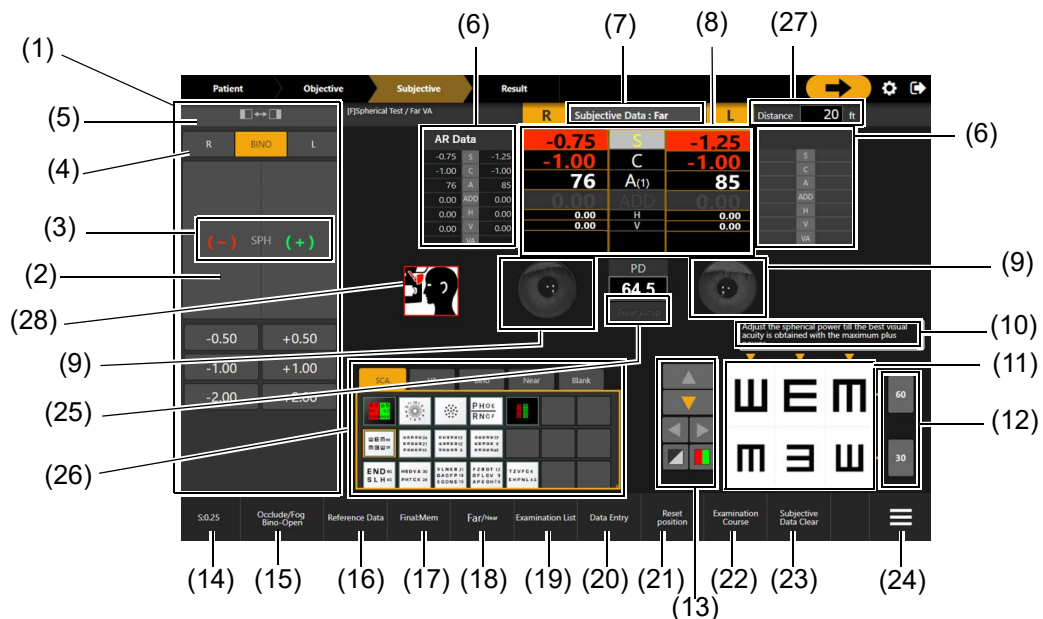 (6) (7) (8) (27)
(1)
Patient Objective Subjective Result
(5) [F]Spherical Test / Far VA R Subjective Data : Far L Distance 20 ft (6)
(4) R BINO L
AR Data
-0.75 S -1.25
-1.00 C -1.00
76 A 85
0.00 ADD 0.00
0.00 H 0.00
0.00 V 0.00
VA
-0.75 S -1.25
-1.00 C -1.00
76 A(1) 85
0.00 ADD 0.00
0.00 H 0.00
0.00 V 0.00
S
C
A
ADD
H
V
VA
(3) (-) SPH (+)
(2)
PD
64.5
(9)
(28)
Adjust the spherical power till the best visual
acuity is obtained with the maximum plus
(10)
-0.50 +0.50
-1.00 +1.00
-2.00 +2.00
(9)
(25)
(26)
SCA Near Blank
PHOE
RNCF
END 60
SLH
(11)
(12)
60
30
S:0.25
Occlude/Fog
Bino-Open
Reference Data
Final:Mem
Far/Near
Examination List
Data Entry
Reset
position
Examination
Course
Subjective
Data Clear
(14) (15) (16) (17) (18) (19) (20) (21) (22) (23) (24)
(13)